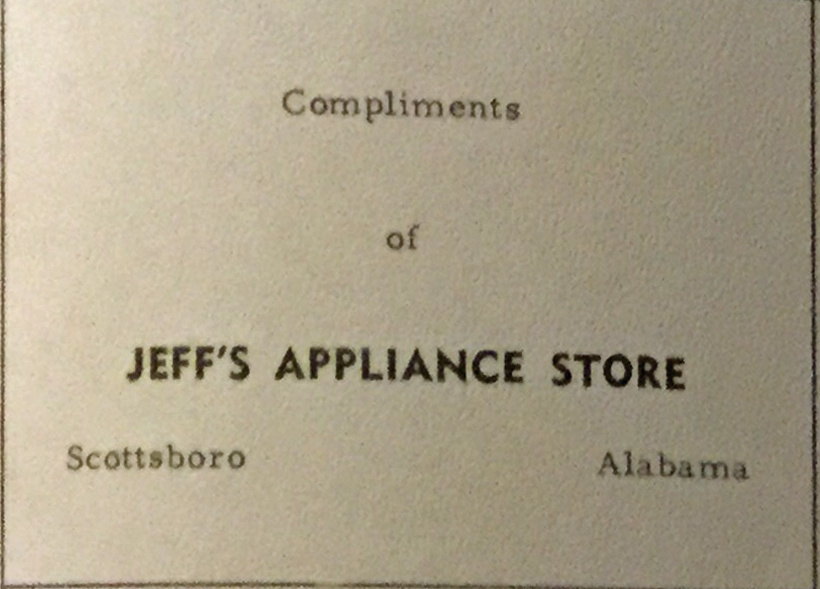 Compliments
of
JEFF'S APPLIANCE STORE
Scottsboro Alabama